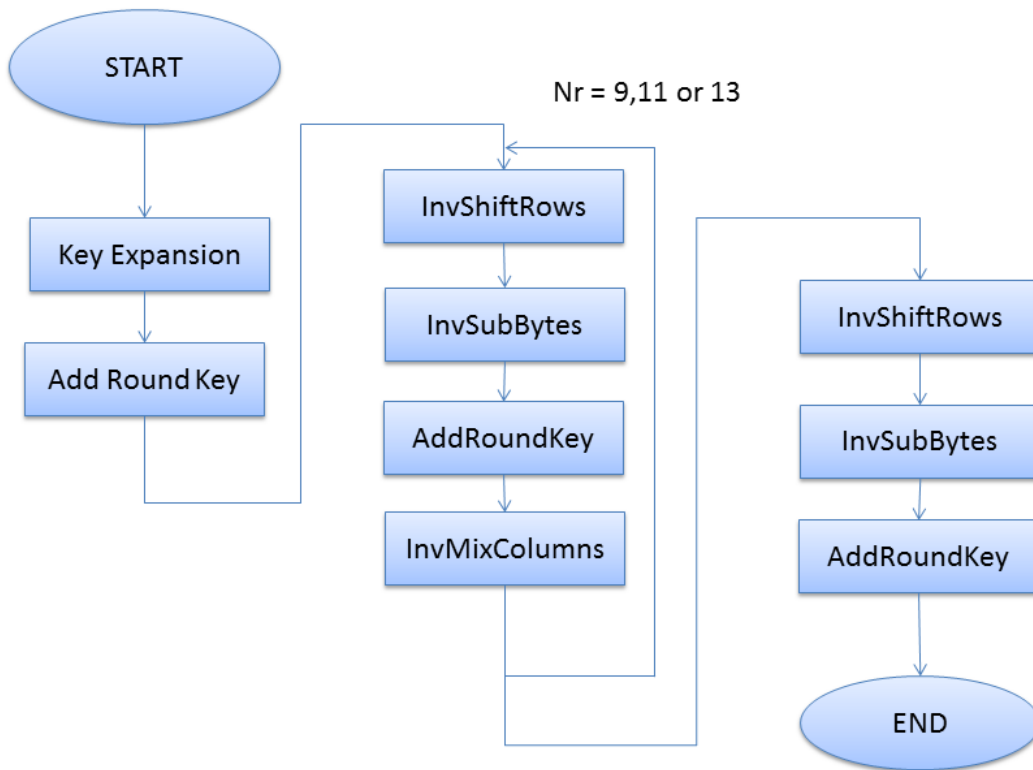 START
Key Expansion
Add Round Key
Nr = 9,11 or 13
InvShiftRows
InvSubBytes
AddRoundKey
InvMixColumns
InvShiftRows
InvSubBytes
AddRoundKey
END